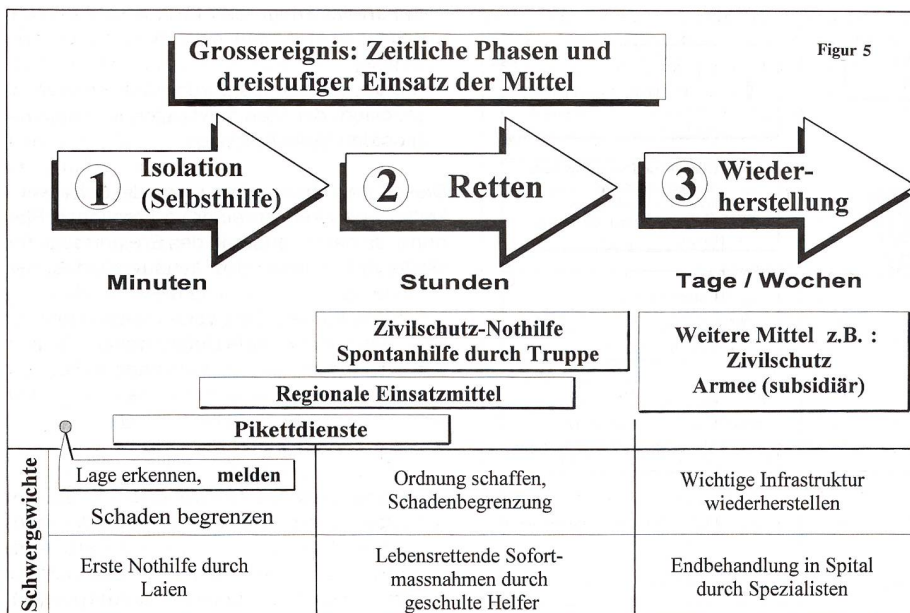 Grossereignis: Zeitliche Phasen und
dreistufiger Einsatz der Mittel
Figur 5
1 Isolation
(Selbsthilfe)
2 Retten
3 Wieder-
herstellung
Minuten
Stunden
Tage / Wochen
Zivilschutz-Nothilfe
Spontanhilfe durch Truppe
Weitere Mittel z.B. :
Zivilschutz
Armee (subsidiär)
Regionale Einsatzmittel
Pikettdienste
Schwergewichte
Lage erkennen, melden
Schaden begrenzen
Ordnung schaffen,
Schadenbegrenzung
Wichtige Infrastruktur
wiederherstellen
Erste Nothilfe durch
Laien
Lebensrettende Sofort-
massnahmen durch
geschulte Helfer
Endbehandlung in Spital
durch Spezialisten